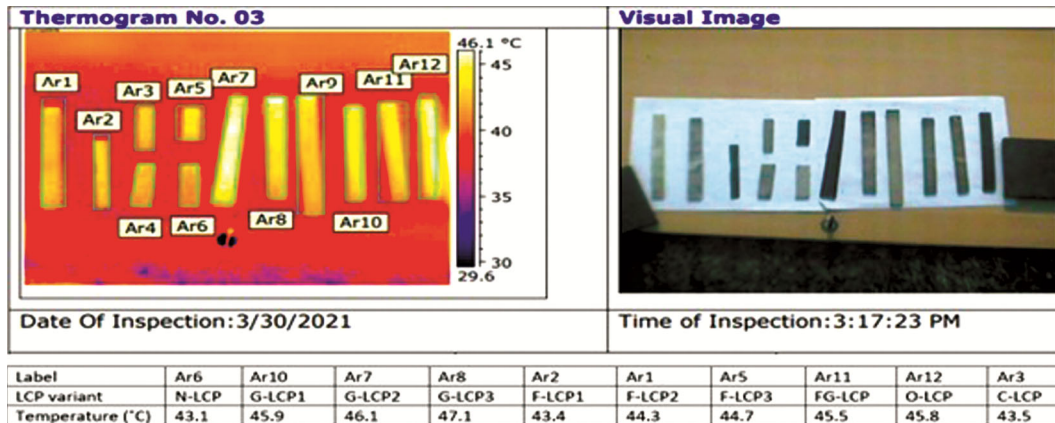 Thermogram No. 03
Visual Image
46.1 °C
45
40
35
30
29.6
Ar1
Ar2
Ar3
Ar5
Ar7
Ar9
Ar11
Ar12
Ar4
Ar6
Ar8
Ar10
Date Of Inspection:3/30/2021
Time of Inspection:3:17:23 PM
Label Ar6 Ar10 Ar7 Ar8 Ar2 Ar1 Ar5 Ar11 Ar12 Ar3
LCP variant N-LCP G-LCP1 G-LCP2 G-LCP3 F-LCP1 F-LCP2 F-LCP3 FG-LCP O-LCP C-LCP
Temperature (˚C) 43.1 45.9 46.1 47.1 43.4 44.3 44.7 45.5 45.8 43.5